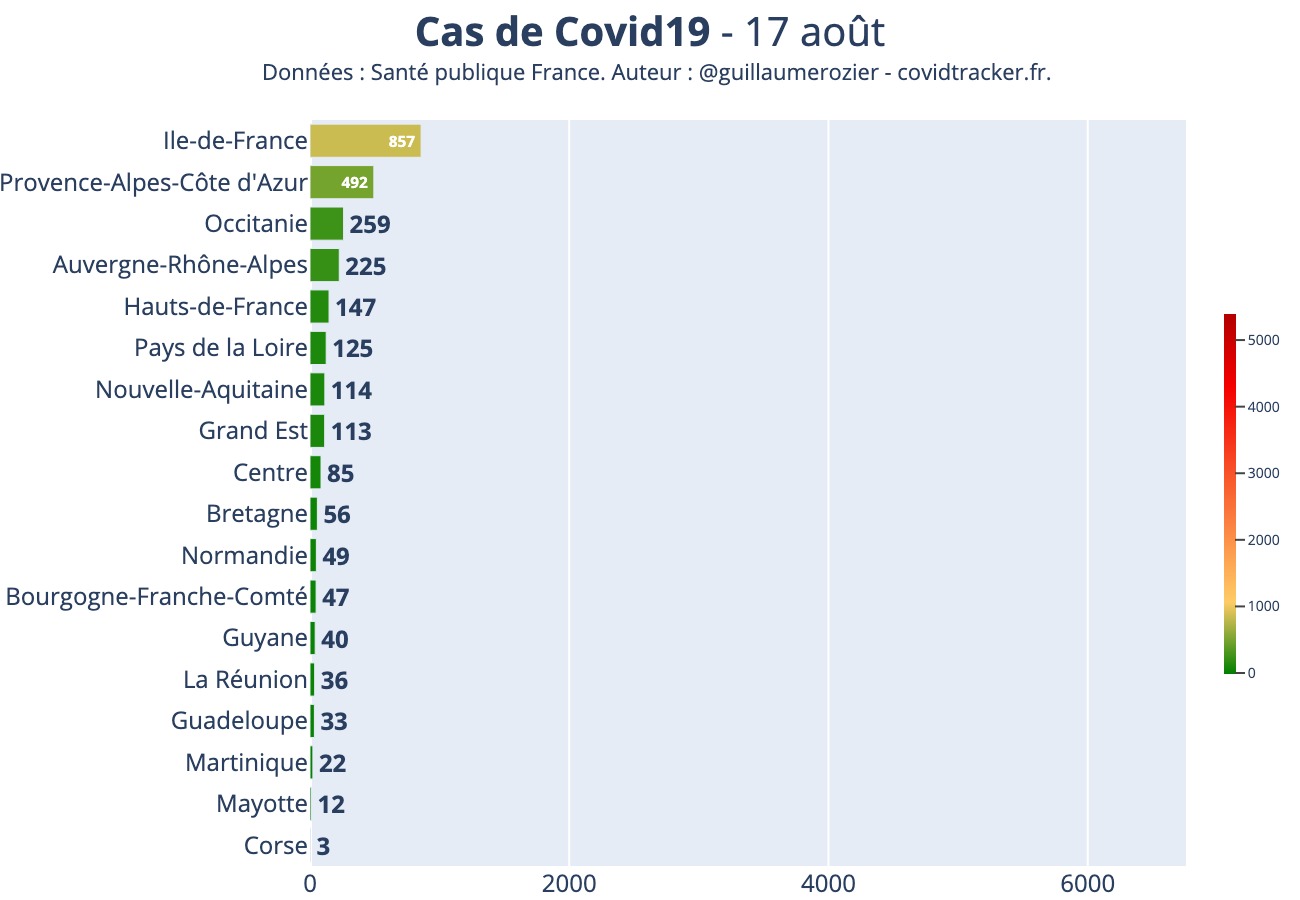 Cas de Covid19 - 17 août
Données : Santé publique France. Auteur : @guillaumerozier - covidtracker.fr.
Ile-de-France 857
Provence-Alpes-Côte d'Azur 492
Occitanie 259
Auvergne-Rhône-Alpes 225
Hauts-de-France 147
Pays de la Loire 125
Nouvelle-Aquitaine 114
Grand Est 113
Centre 85
Bretagne 56
Normandie 49
Bourgogne-Franche-Comté 47
Guyane 40
La Réunion 36
Guadeloupe 33
Martinique 22
Mayotte 12
Corse 3
0 2000 4000 6000
5000
4000
3000
2000
1000
0